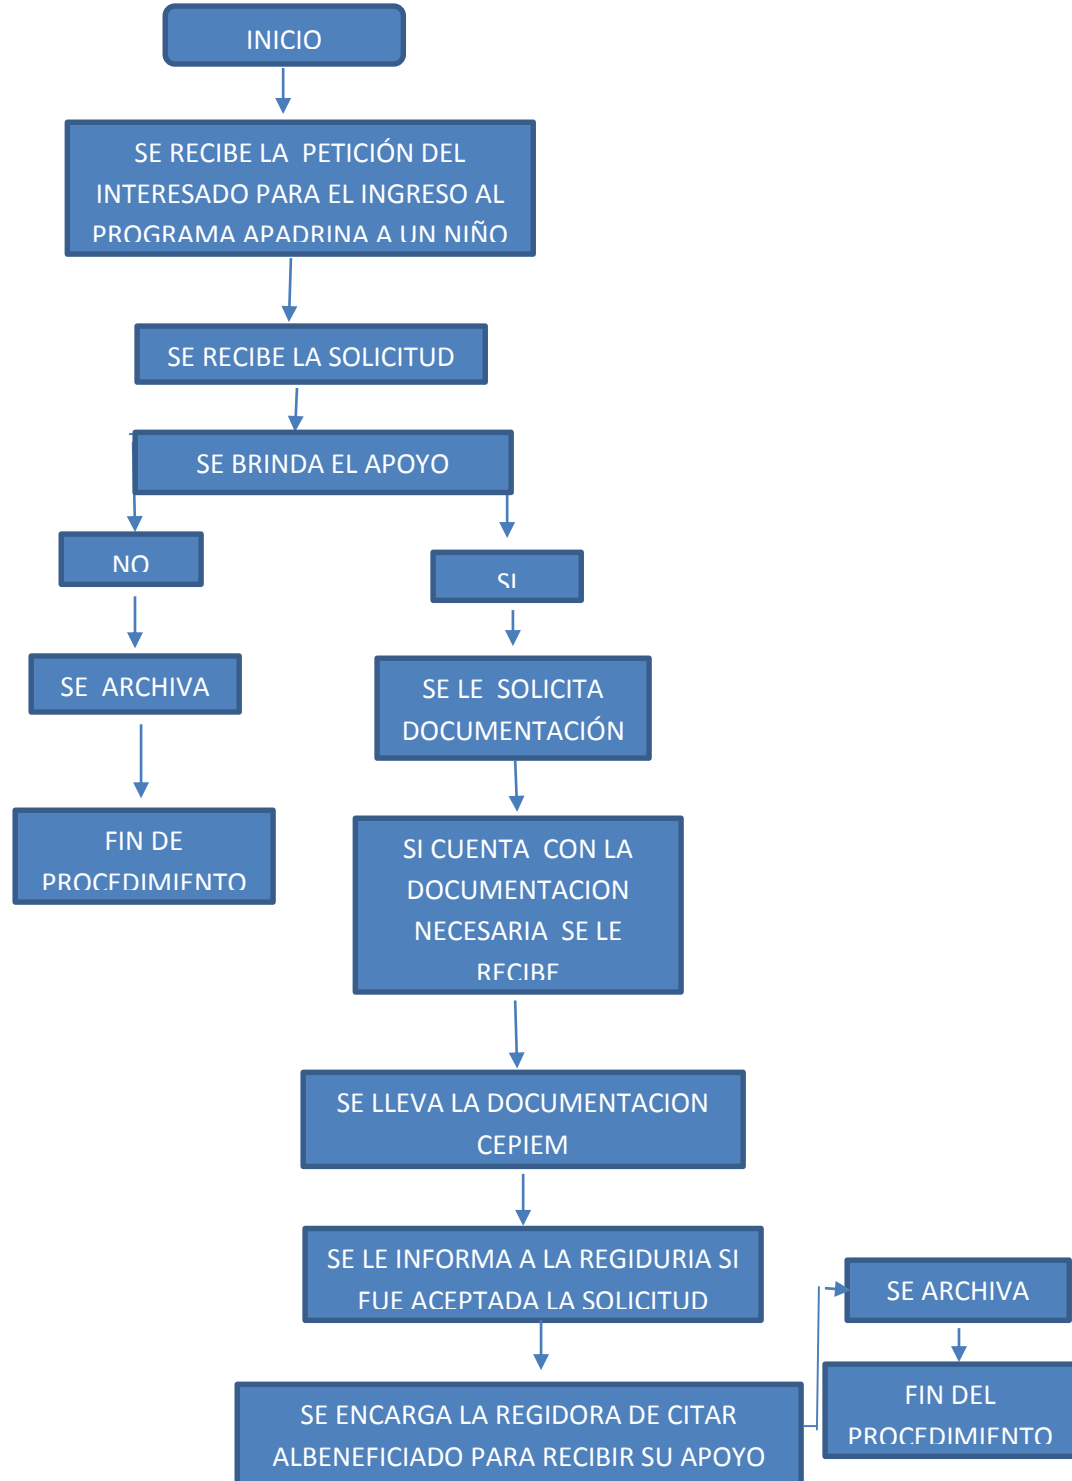 INICIO
SE RECIBE LA PETICIÓN DEL
INTERESADO PARA EL INGRESO AL
PROGRAMA APADRINA A UN NIÑO
SE RECIBE LA SOLICITUD
SE BRINDA EL APOYO
NO
SI
SE ARCHIVA
SE LE SOLICITA
DOCUMENTACIÓN
FIN DE
PROCEDIMIENTO
SI CUENTA CON LA
DOCUMENTACION
NECESARIA SE LE
RECIBE
SE LLEVA LA DOCUMENTACION
CEPIEM
SE LE INFORMA A LA REGIDURIA SI
FUE ACEPTADA LA SOLICITUD
SE ARCHIVA
SE ENCARGA LA REGIDORA DE CITAR
ALBENEFICIADO PARA RECIBIR SU APOYO
FIN DEL
PROCEDIMIENTO